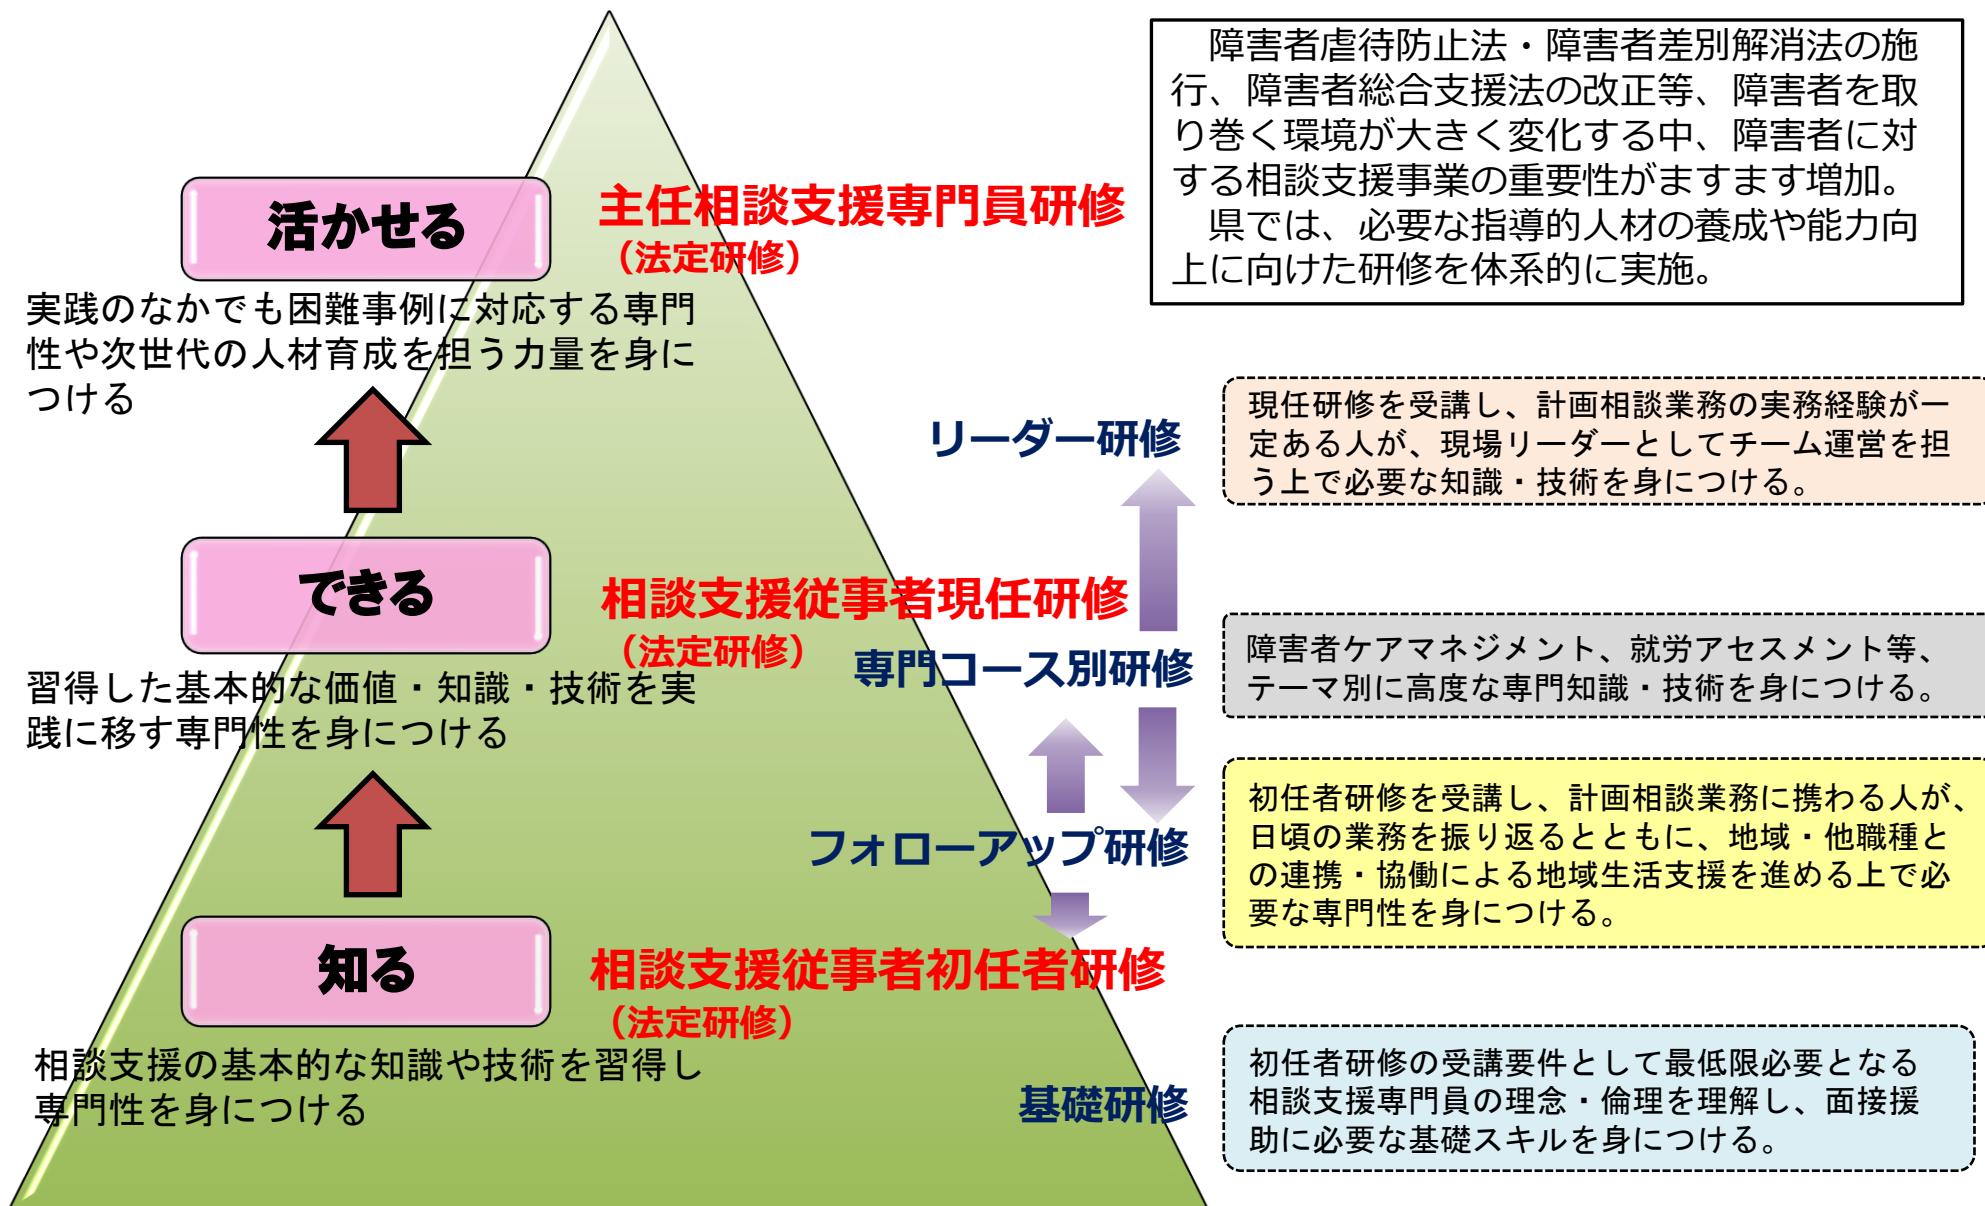 障害者虐待防止法・障害者差別解消法の施
行、障害者総合支援法の改正等、障害者を取
り巻く環境が大きく変化する中、障害者に対
する相談支援事業の重要性がますます増加。
県では、必要な指導的人材の養成や能力向
上に向けた研修を体系的に実施。
活かせる
主任相談支援専門員研修
（法定研修）
実践のなかでも困難事例に対応する専門
性や次世代の人材育成を担う力量を身に
つける
リーダー研修
現任研修を受講し、計画相談業務の実務経験が一
定ある人が、現場リーダーとしてチーム運営を担
う上で必要な知識・技術を身につける。
できる
相談支援従事者現任研修
（法定研修）
習得した基本的な価値・知識・技術を実
践に移す専門性を身につける
専門コース別研修
障害者ケアマネジメント、就労アセスメント等、
テーマ別に高度な専門知識・技術を身につける。
フォローアップ研修
初任者研修を受講し、計画相談業務に携わる人が、
日頃の業務を振り返るとともに、地域・他職種と
の連携・協働による地域生活支援を進める上で必
要な専門性を身につける。
知る
相談支援従事者初任者研修
（法定研修）
相談支援の基本的な知識や技術を習得し
専門性を身につける
基礎研修
初任者研修の受講要件として最低限必要となる
相談支援専門員の理念・倫理を理解し、面接援
助に必要な基礎スキルを身につける。